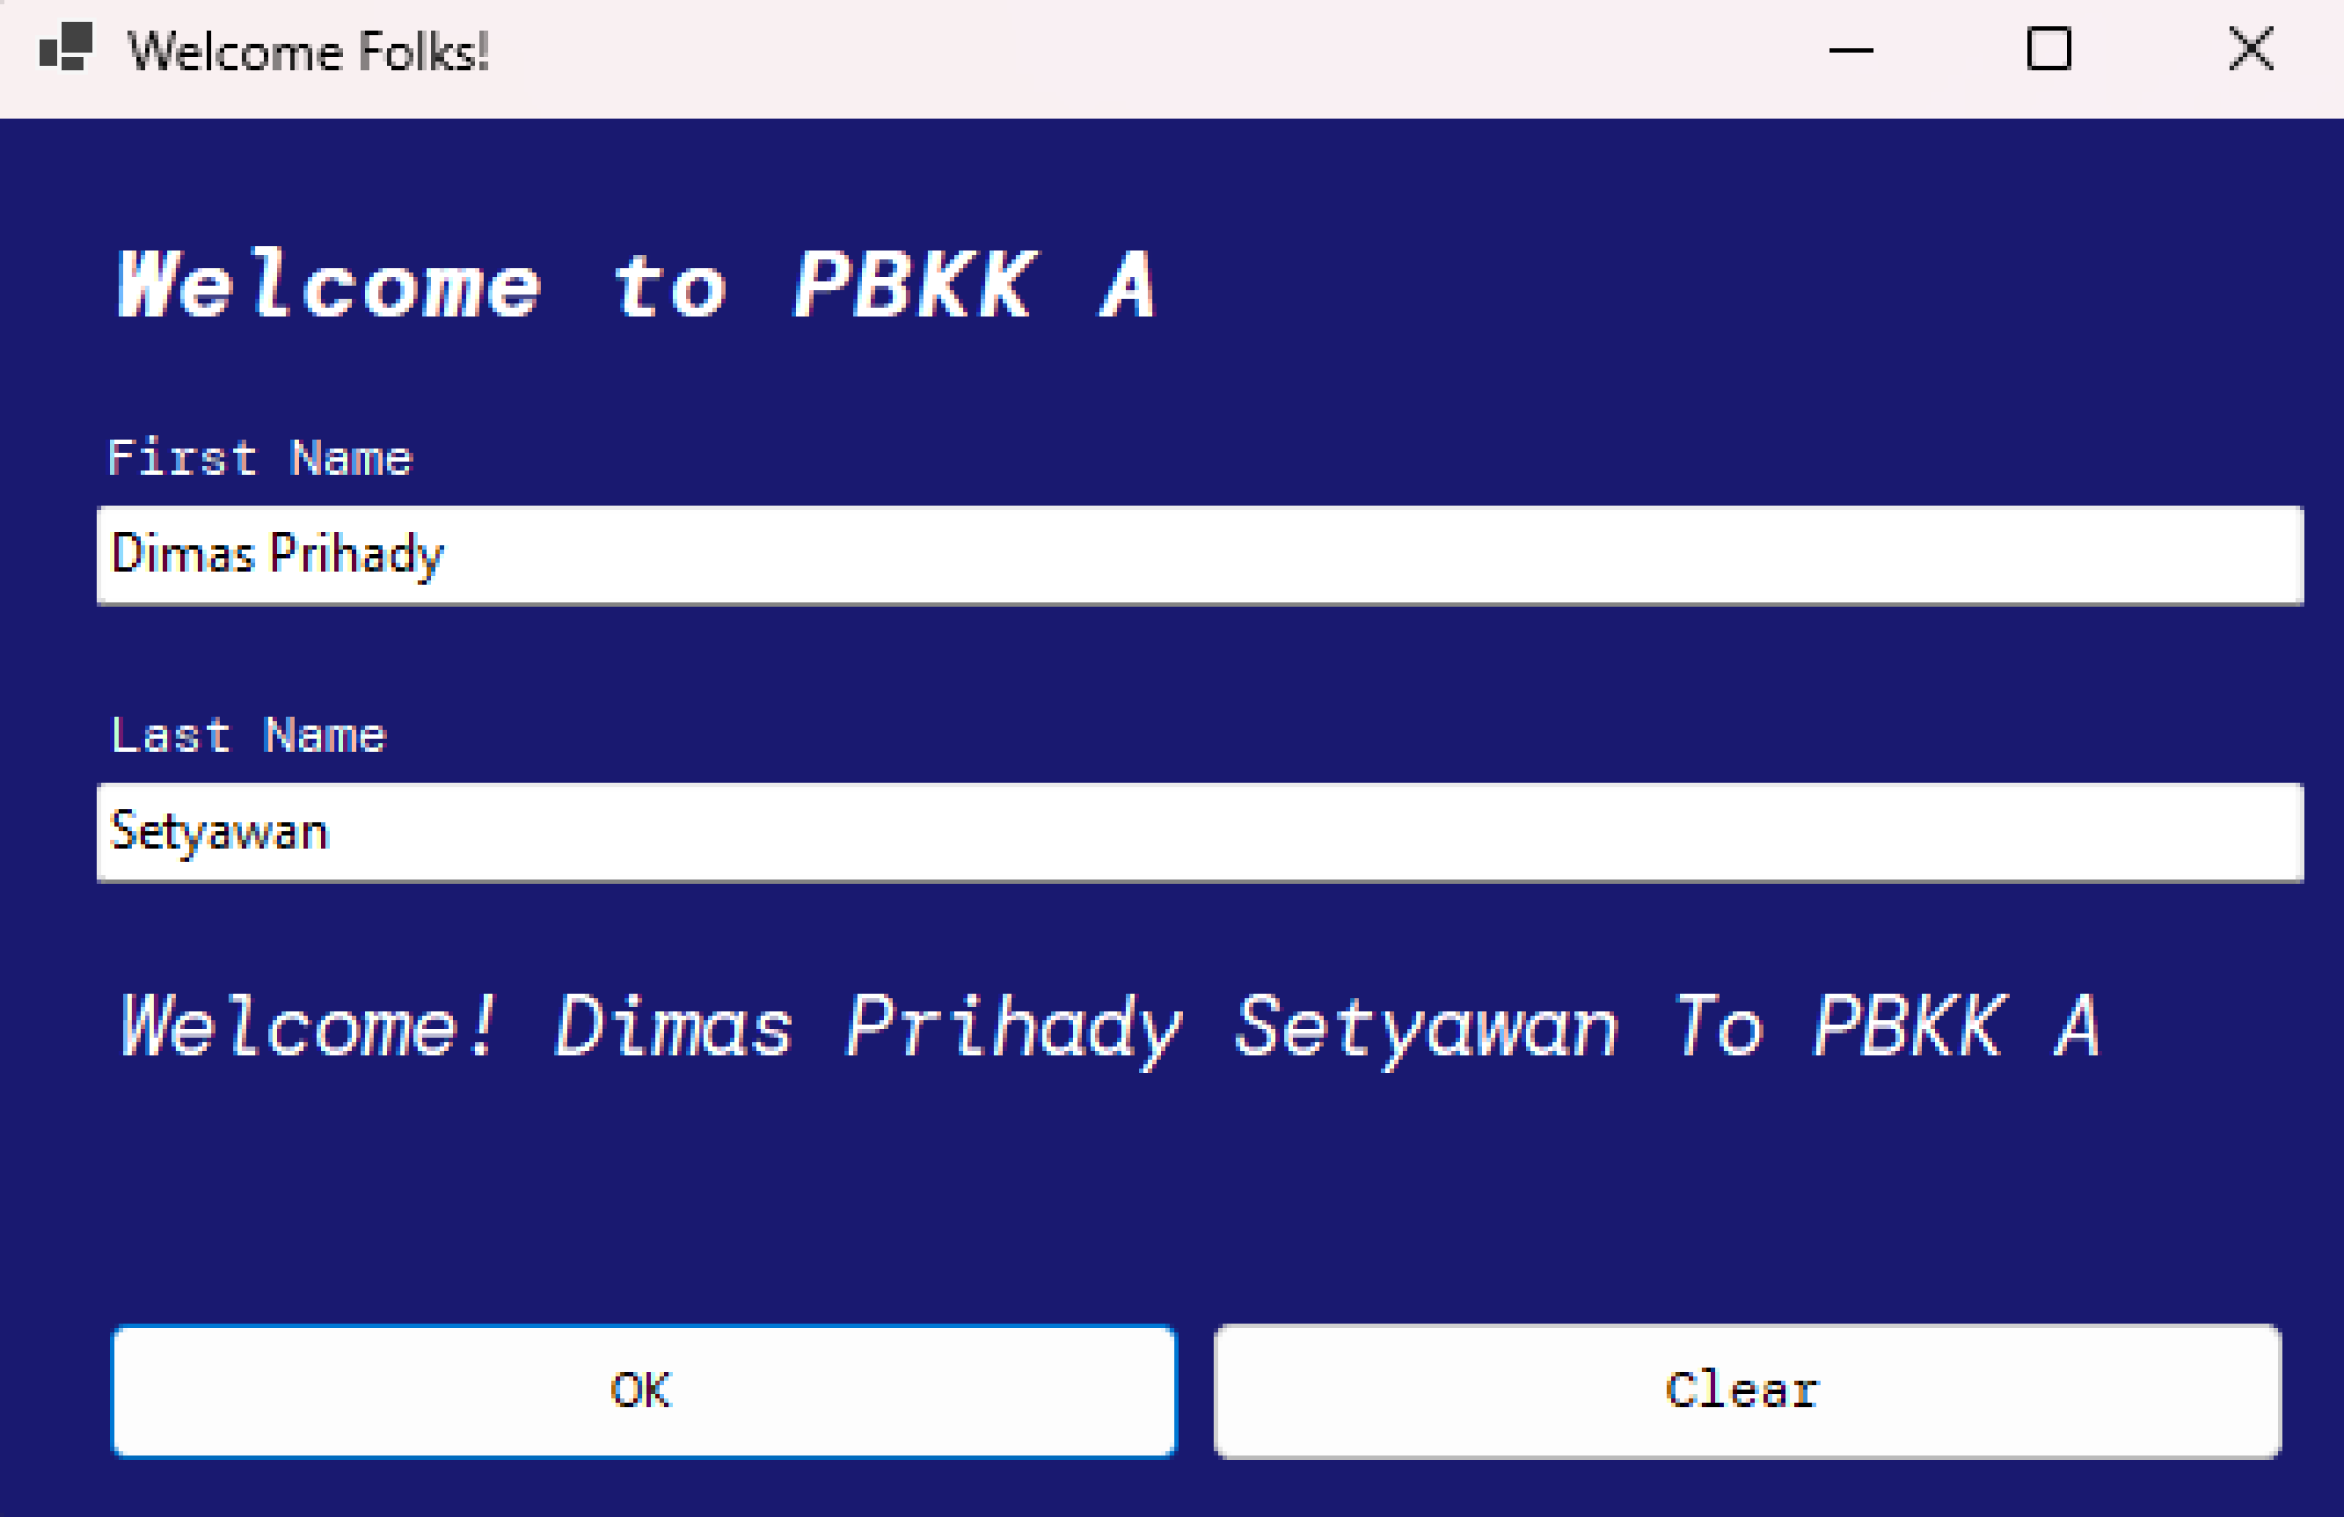 Welcome Folks!
Welcome to PBKK A
First Name
Dimas Prihady
Last Name
Setyawan
Welcome! Dimas Prihady Setyawan To PBKK A
OK Clear